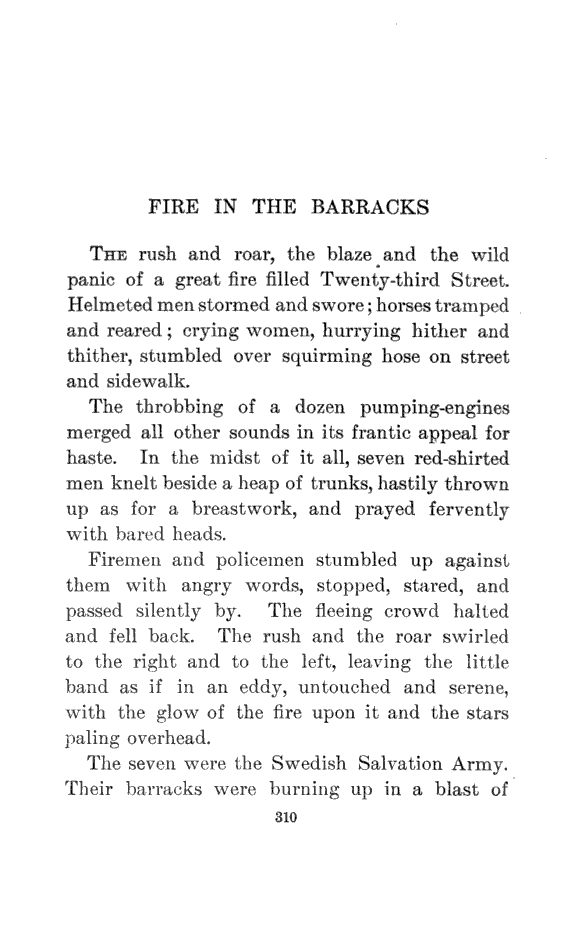 FIRE IN THE BARRACKS
THE rush and roar, the blaze and the wild
panic of a great fire filled Twenty-third Street.
Helmeted men stormed and swore; horses tramped
and reared; crying women, hurrying hither and
thither, stumbled over squirming hose on street
and sidewalk.
The throbbing of a dozen pumping-engines
merged all other sounds in its frantic appeal for
haste. In the midst of it all, seven red-shirted
men knelt beside a heap of trunks, hastily thrown
up as for a breastwork, and prayed fervently
with bared heads.
Firemen and policemen stumbled up against
them with angry words, stopped, stared, and
passed silently by. The fleeing crowd halted
and fell back. The rush and the roar swirled
to the right and to the left, leaving the little
band as if in an eddy, untouched and serene,
with the glow of the fire upon it and the stars
paling overhead.
The seven were the Swedish Salvation Army.
Their barracks were burning up in a blast of
310